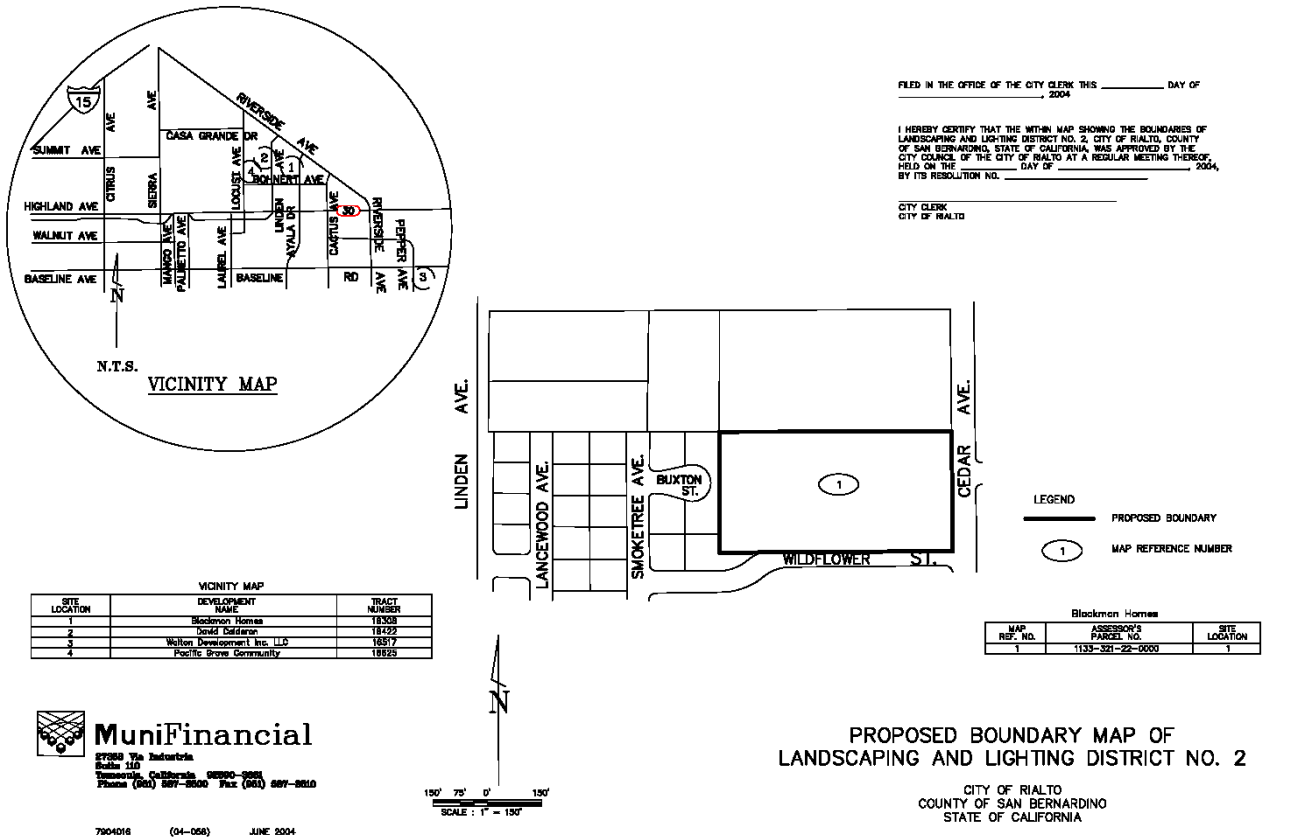 15
RIVERSIDE AVE
AVE
AVE
CASA GRANDE DR
SUMMIT AVE
CITRUS
SIERRA
LOCUST AVE
4
2
AVE
1
BOHNERT AVE
HIGHLAND AVE
LINDEN
AYALA DR
CACTUS AVE
30
RIVERSIDE AVE
PEPPER AVE
WALNUT AVE
MANGO AVE
PALMETTO AVE
LAUREL AVE
BASELINE AVE
BASELINE RD
3
N
N.T.S.
VICINITY MAP
FILED IN THE OFFICE OF THE CITY CLERK THIS __________ DAY OF
____________________, 2004
I HEREBY CERTIFY THAT THE WITHIN MAP SHOWING THE BOUNDARIES OF
LANDSCAPING AND LIGHTING DISTRICT NO. 2, CITY OF RIALTO, COUNTY
OF SAN BERNARDINO, STATE OF CALIFORNIA, WAS APPROVED BY THE
CITY COUNCIL OF THE CITY OF RIALTO AT A REGULAR MEETING THEREOF,
HELD ON THE __________ DAY OF ____________________, 2004,
BY ITS RESOLUTION NO. ____________________
CITY CLERK
CITY OF RIALTO
LINDEN AVE.
LANCEWOOD AVE.
SMOKETREE AVE.
BUXTON
ST.
1
CEDAR AVE.
WILDFLOWER ST.
LEGEND
PROPOSED BOUNDARY
1 MAP REFERENCE NUMBER
VICINITY MAP
SITE LOCATION DEVELOPMENT NAME TRACT NUMBER
1 Blackmon Homes
2 David Calderon 16422
3 Walton Development Inc. LLC 16517
4 Pacific Grove Community 16625
Blackmon Homes
MAP REF. NO. ASSESSOR'S PARCEL NO. SITE LOCATION
1 1133-321-22-0000 1
MuniFinancial
27368 Via Industria
Suite 110
Temecula, California
Phone (951) 587-3500 Fax (951) 587-3510
7904016 (04-058) JUNE 2004
N
150' 75' 0' 150'
SCALE : 1" = 150'
PROPOSED BOUNDARY MAP OF
LANDSCAPING AND LIGHTING DISTRICT NO. 2
CITY OF RIALTO
COUNTY OF SAN BERNARDINO
STATE OF CALIFORNIA